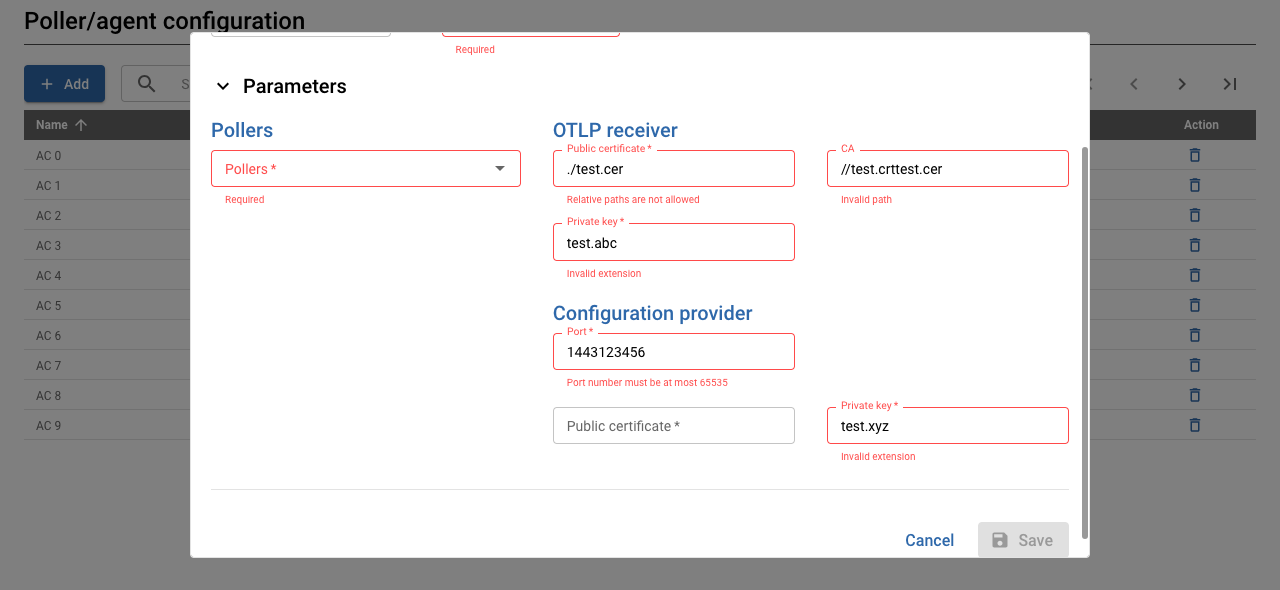 Poller/agent configuration
Required
Add
S
Parameters
Name
Action
Pollers
OTLP receiver
Pollers *
Required
Public certificate *
./test.cer
Relative paths are not allowed
CA
//test.crttest.cer
Invalid path
Private key *
test.abc
Invalid extension
Configuration provider
Port *
1443123456
Port number must be at most 65535
Public certificate *
Private key *
test.xyz
Invalid extension
AC 0
AC 1
AC 2
AC 3
AC 4
AC 5
AC 6
AC 7
AC 8
AC 9
Cancel
Save